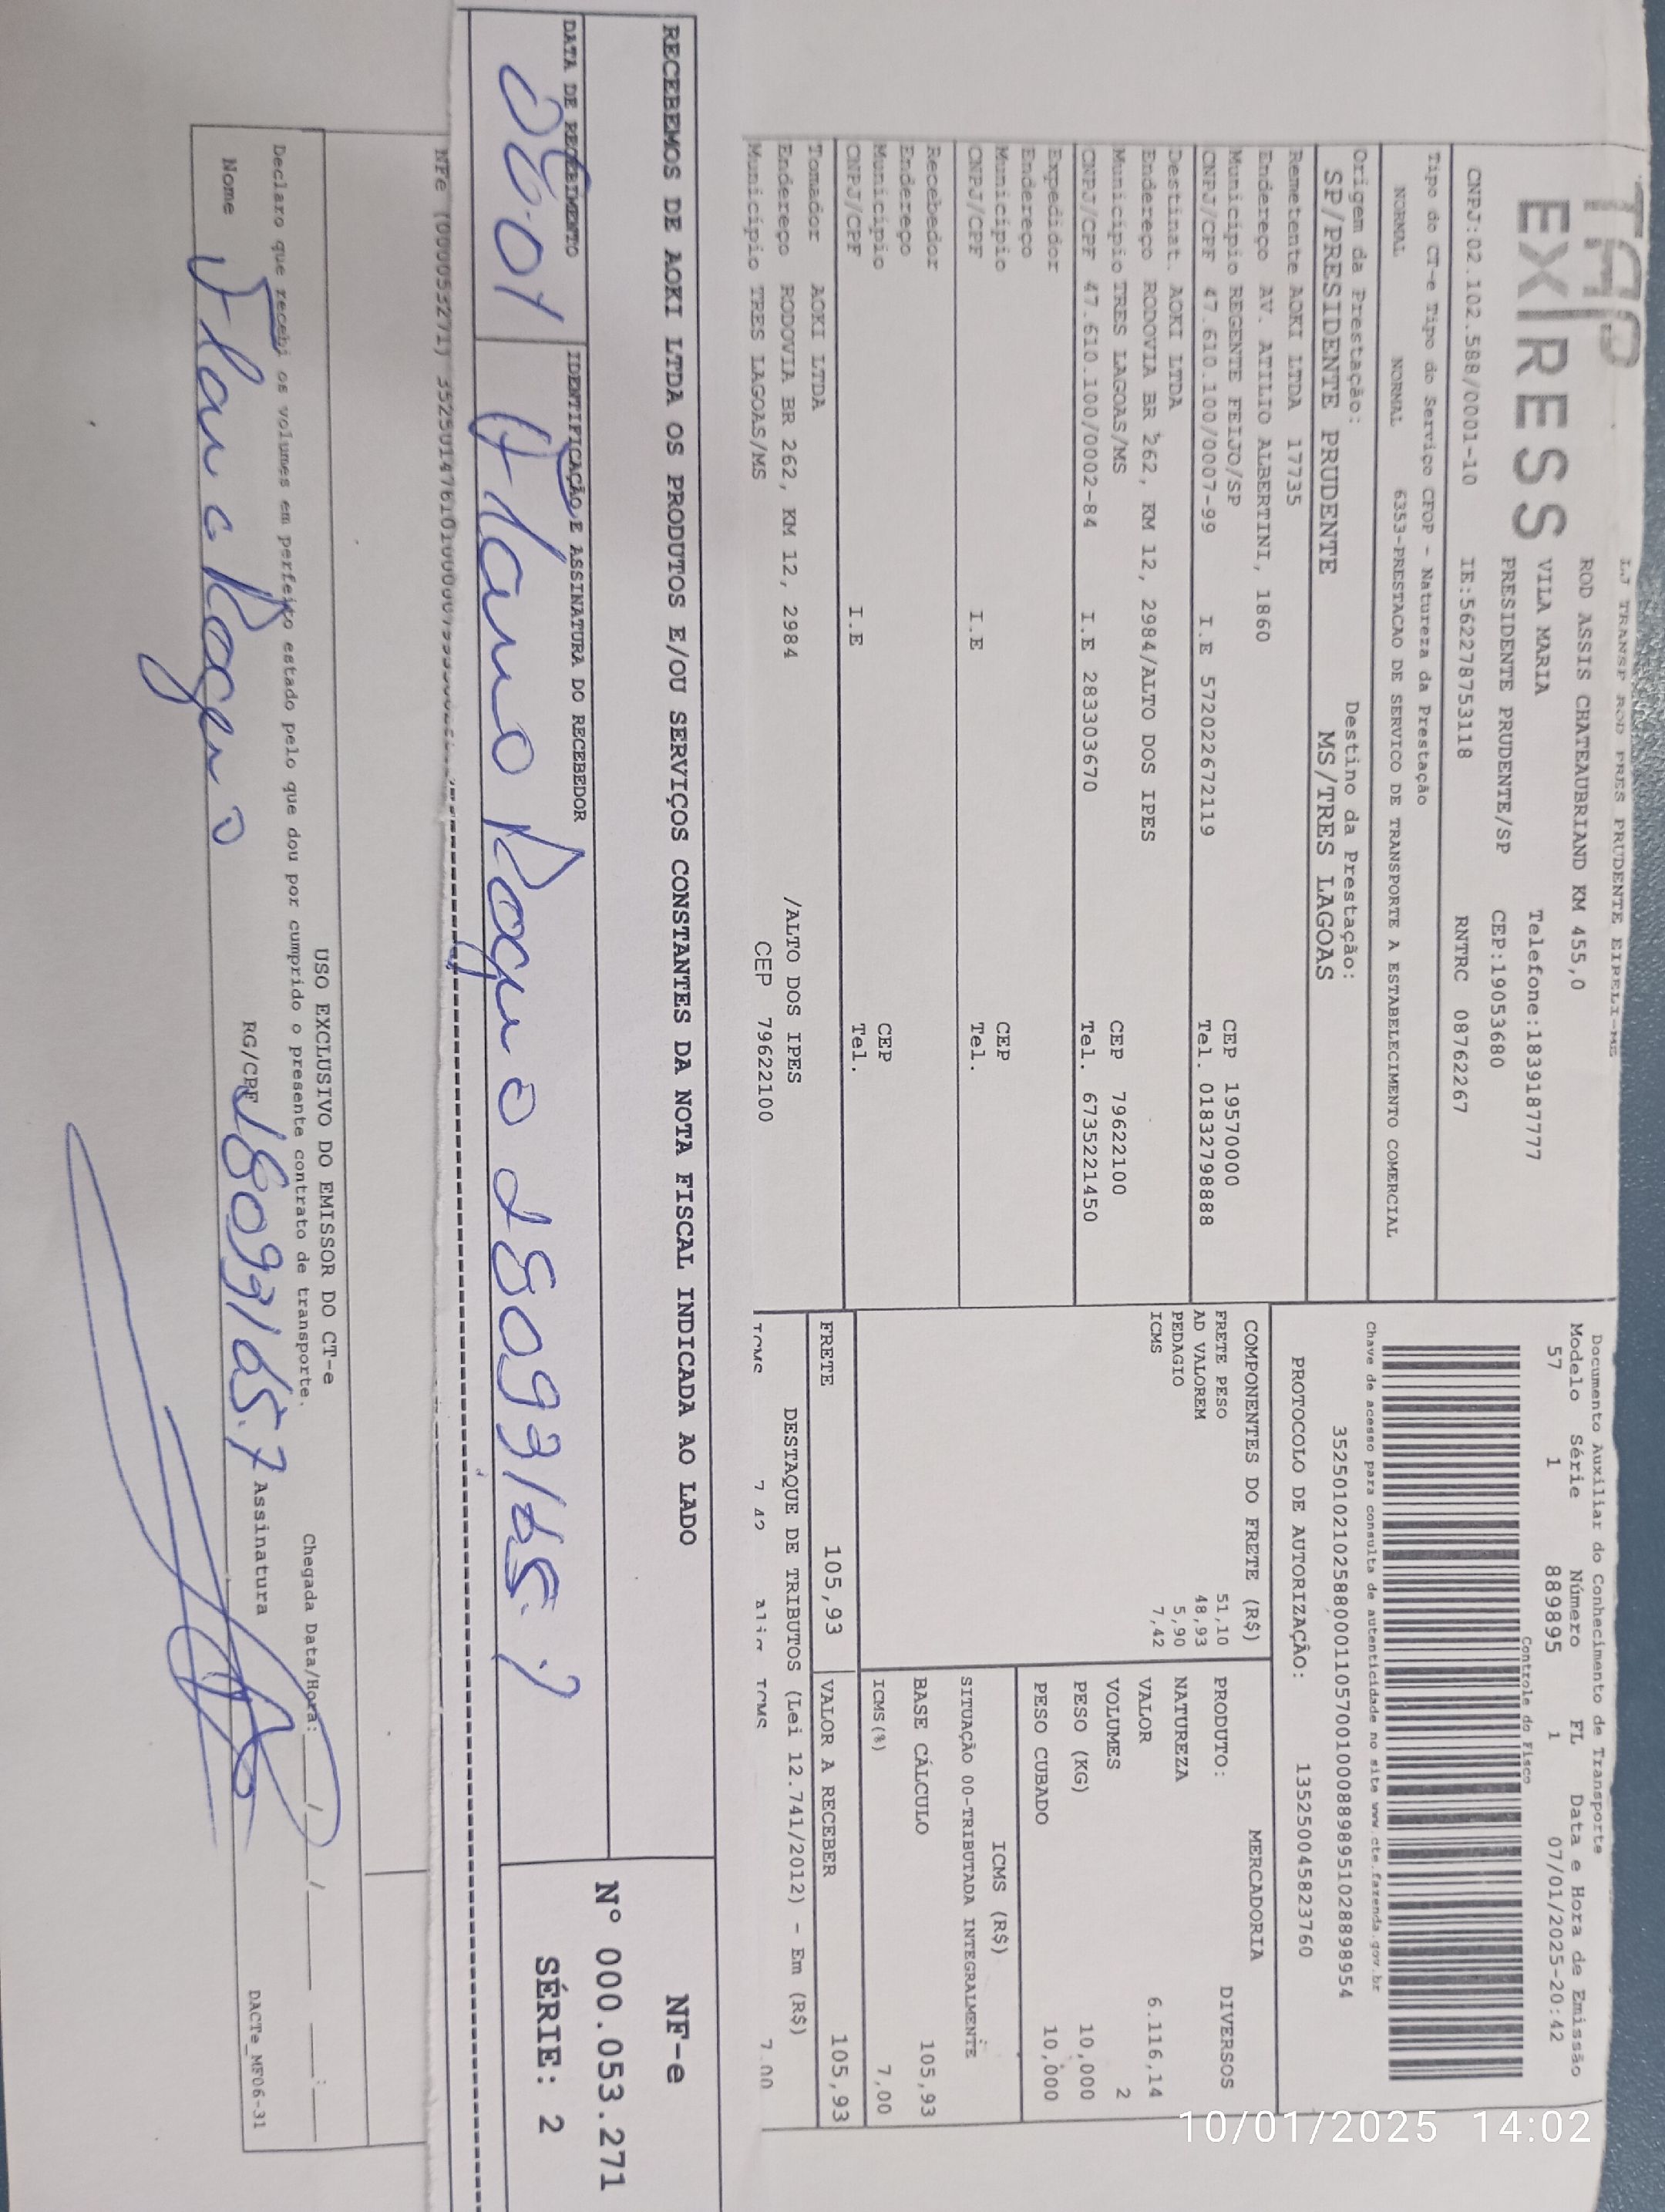 TAP
EX|RESS
LJ TRANSP ROD PRES PRUDENTE EIRELI-ME
ROD ASSIS CHATEAUBRIAND KM 455,0
VILA MARIA Telefone:1839187777
PRESIDENTE PRUDENTE/SP CEP:19053680
CNPJ:02.102.588/0001-10 IE:562278753118 RNTRC 08762267
Tipo do CT-e Tipo do Serviço CFOP - Natureza da Prestação
NORMAL NORMAL 6353-PRESTACAO DE SERVICO DE TRANSPORTE A ESTABELECIMENTO COMERCIAL
Origem da Prestação: Destino da Prestação:
SP/PRESIDENTE PRUDENTE MS/TRES LAGOAS
Remetente AOKI LTDA 17735
Endereço AV. ATILIO ALBERTINI, 1860
Município REGENTE FEIJO/SP CEP 19570000
CNPJ/CPF 47.610.100/0007-99 I.E 572022672119 Tel. 01832798888
Destinat. AOKI LTDA
Endereço RODOVIA BR 262, KM 12, 2984/ALTO DOS IPES
Município TRES LAGOAS/MS CEP 79622100
CNPJ/CPF 47.610.100/0002-84 I.E 283303670 Tel. 6735221450
Expedidor
Endereço
Município CEP
CNPJ/CPF I.E Tel.
Recebedor
Endereço
Município CEP
CNPJ/CPF I.E Tel.
Tomador AOKI LTDA
Endereço RODOVIA BR 262, KM 12, 2984 /ALTO DOS IPES
Município TRES LAGOAS/MS CEP 79622100
Documento Auxiliar do Conhecimento de Transporte
Modelo Série Número FL Data e Hora de Emissão
57 1 889895 1 07/01/2025-20:42
Controle do Fisco
Chave de acesso para consulta de autenticidade no site www.cte.fazenda.gov.br
35250102102588000110570010008898951028898954
PROTOCOLO DE AUTORIZAÇÃO: 135250045823760
COMPONENTES DO FRETE (R$)
FRETE PESO 51,10
AD VALOREM 48,93
PEDAGIO 5,90
ICMS 7,42
MERCADORIA
PRODUTO: DIVERSOS
NATUREZA
VALOR 6.116,14
VOLUMES 2
PESO (KG) 10,000
PESO CUBADO 10,000
ICMS (R$)
SITUAÇÃO 00-TRIBUTADA INTEGRALMENTE
BASE CÁLCULO 105,93
ICMS(%) 7,00
FRETE 105,93 VALOR A RECEBER 105,93
DESTAQUE DE TRIBUTOS (Lei 12.741/2012) - Em (R$)
ICMS 7,42 aliq ICMS 7,00
RECEBEMOS DE AOKI LTDA OS PRODUTOS E/OU SERVIÇOS CONSTANTES DA NOTA FISCAL INDICADA AO LADO
DATA DE RECEBIMENTO IDENTIFICAÇÃO E ASSINATURA DO RECEBEDOR
NF-e
Nº 000.053.271
SÉRIE: 2
NFe (000053271)
USO EXCLUSIVO DO EMISSOR DO CT-e
Declaro que recebi os volumes em perfeito estado pelo que dou por cumprido o presente contrato de transporte.
Chegada Data/Hora: ____/____/____ ____:____
Nome RG/CPF Assinatura
DACTe_MF06-31
10/01/2025 14:02